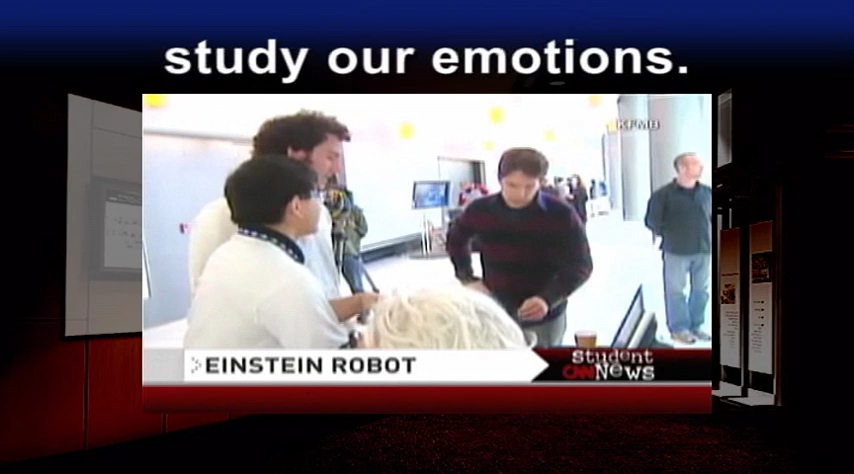 study our emotions.
KFMB
EINSTEIN ROBOT
student
CNN News